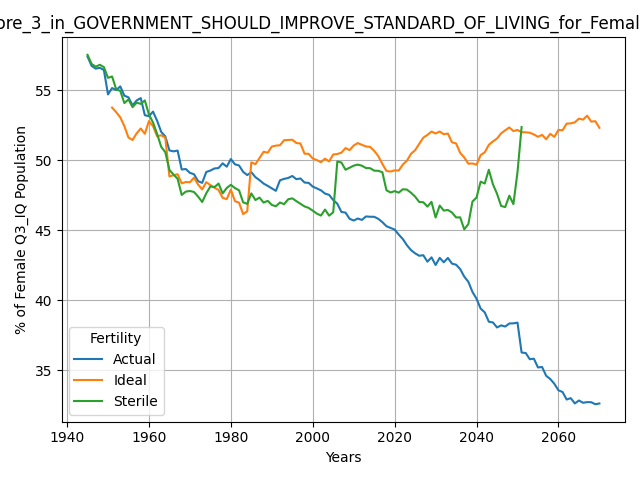 ore_3_in_GOVERNMENT_SHOULD_IMPROVE_STANDARD_OF_LIVING_for_Femal
% of Female Q3_IQ Population
55
50
45
40
35
Fertility
Actual
Ideal
Sterile
1940 1960 1980 2000 2020 2040 2060
Years